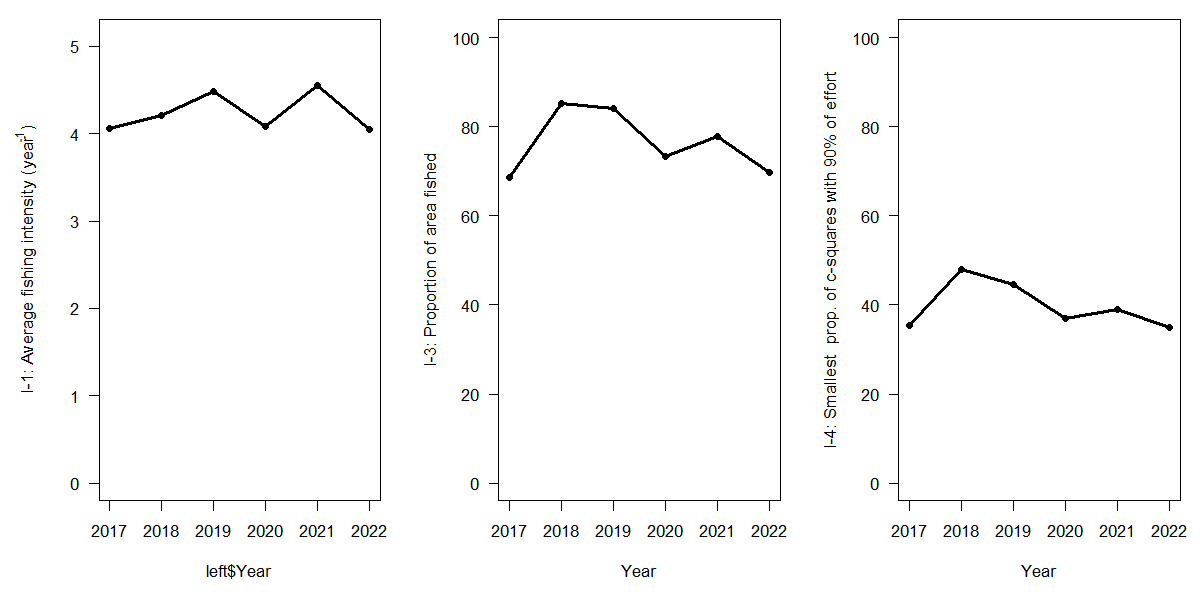 I-1: Average fishing intensity (year¹)
5
4
3
2
1
0
2017 2018 2019 2020 2021 2022
left$Year
I-3: Proportion of area fished
100
80
60
40
20
0
2017 2018 2019 2020 2021 2022
Year
I-4: Smallest  prop. of c-squares with 90% of effort
100
80
60
40
20
0
2017 2018 2019 2020 2021 2022
Year